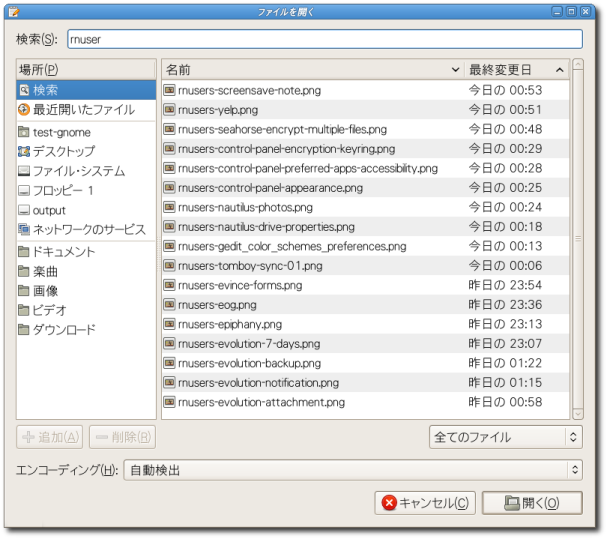 ファイルを開く
検索(S): rnuser
場所(P)
検索
最近開いたファイル
test-gnome
デスクトップ
ファイル・システム
フロッピー 1
output
ネットワークのサービス
ドキュメント
楽曲
画像
ビデオ
ダウンロード
名前 最終変更日
rnusers-screensave-note.png 今日の 00:53
rnusers-yelp.png 今日の 00:51
rnusers-seahorse-encrypt-multiple-files.png 今日の 00:48
rnusers-control-panel-encryption-keyring.png 今日の 00:29
rnusers-control-panel-preferred-apps-accessibility.png 今日の 00:28
rnusers-control-panel-appearance.png 今日の 00:25
rnusers-nautilus-photos.png 今日の 00:24
rnusers-nautilus-drive-properties.png 今日の 00:18
rnusers-gedit_color_schemes_preferences.png 今日の 00:13
rnusers-tomboy-sync-01.png 今日の 00:06
rnusers-evince-forms.png 昨日の 23:54
rnusers-eog.png 昨日の 23:36
rnusers-epiphany.png 昨日の 23:13
rnusers-evolution-7-days.png 昨日の 23:07
rnusers-evolution-backup.png 昨日の 01:22
rnusers-evolution-notification.png 昨日の 01:15
rnusers-evolution-attachment.png 昨日の 00:58
追加(A) 削除(R) 全てのファイル
エンコーディング(H): 自動検出
キャンセル(C) 開く(O)